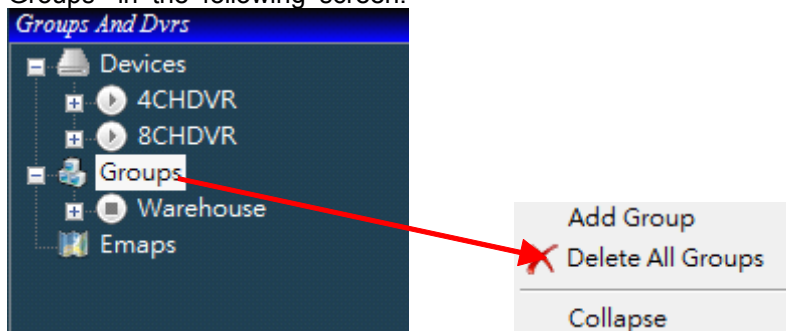 Groups" in the following screen.
Groups And Dvrs
Devices
4CHDVR
8CHDVR
Groups
Warehouse
Emaps
Add Group
Delete All Groups
Collapse